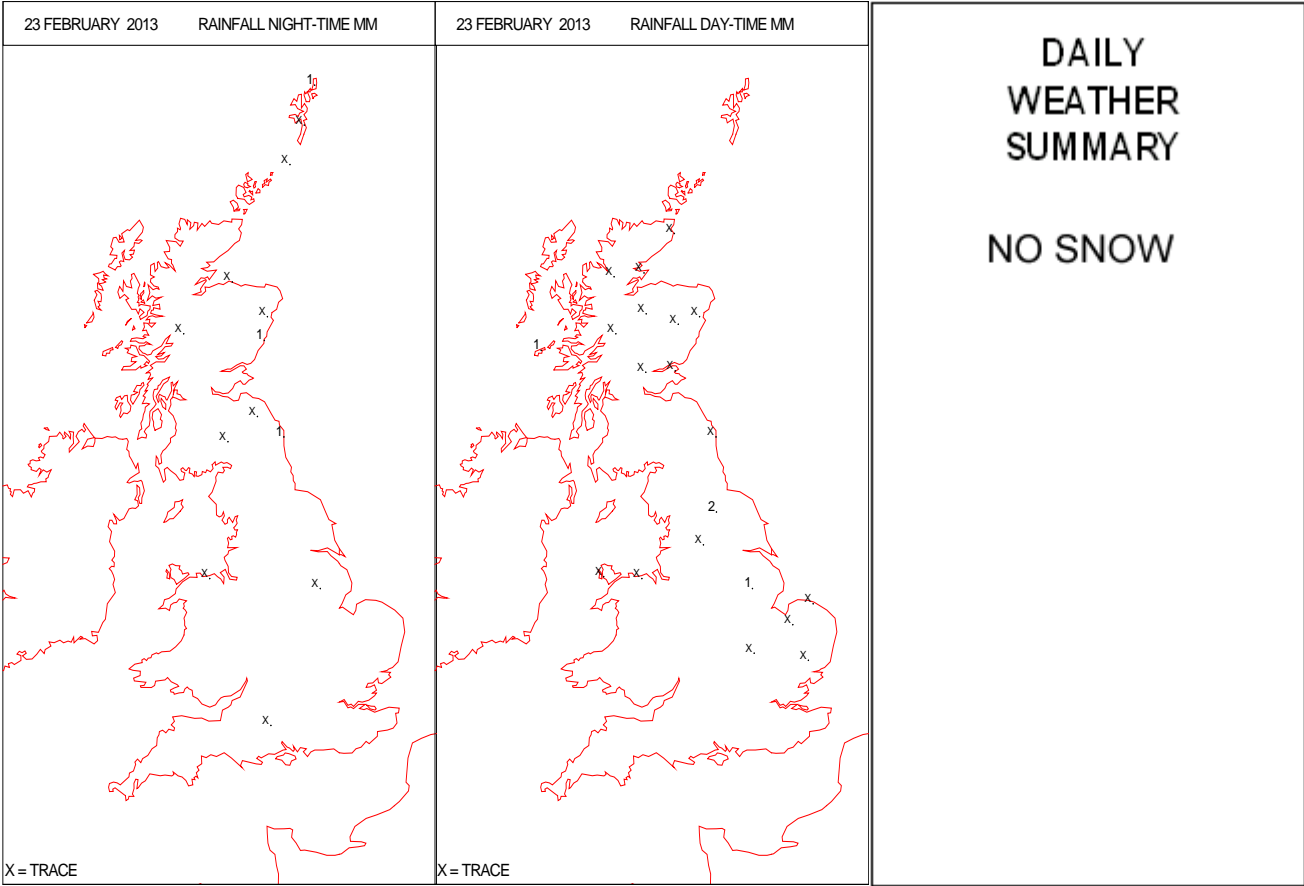 23 FEBRUARY 2013 RAINFALL NIGHT-TIME MM
1.
X.
X.
X.
X.
X.
1.
X.
1.
X.
X.
X.
X.
X = TRACE
23 FEBRUARY 2013 RAINFALL DAY-TIME MM
X.
X.
X.
X.
X.
X.
X.
1.
X.
X.
X.
2.
X.
X.
X.
1.
X.
X.
X.
X.
X = TRACE
DAILY
WEATHER
SUMMARY
NO SNOW